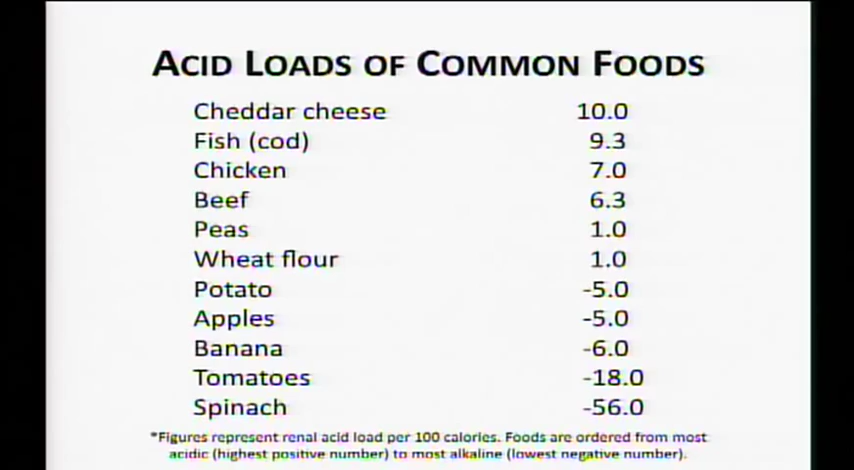 ACID LOADS OF COMMON FOODS
Cheddar cheese 10.0
Fish (cod) 9.3
Chicken 7.0
Beef 6.3
Peas 1.0
Wheat flour 1.0
Potato -5.0
Apples -5.0
Banana -6.0
Tomatoes -18.0
Spinach -56.0
*Figures represent renal acid load per 100 calories. Foods are ordered from most
acidic (highest positive number) to most alkaline (lowest negative number).